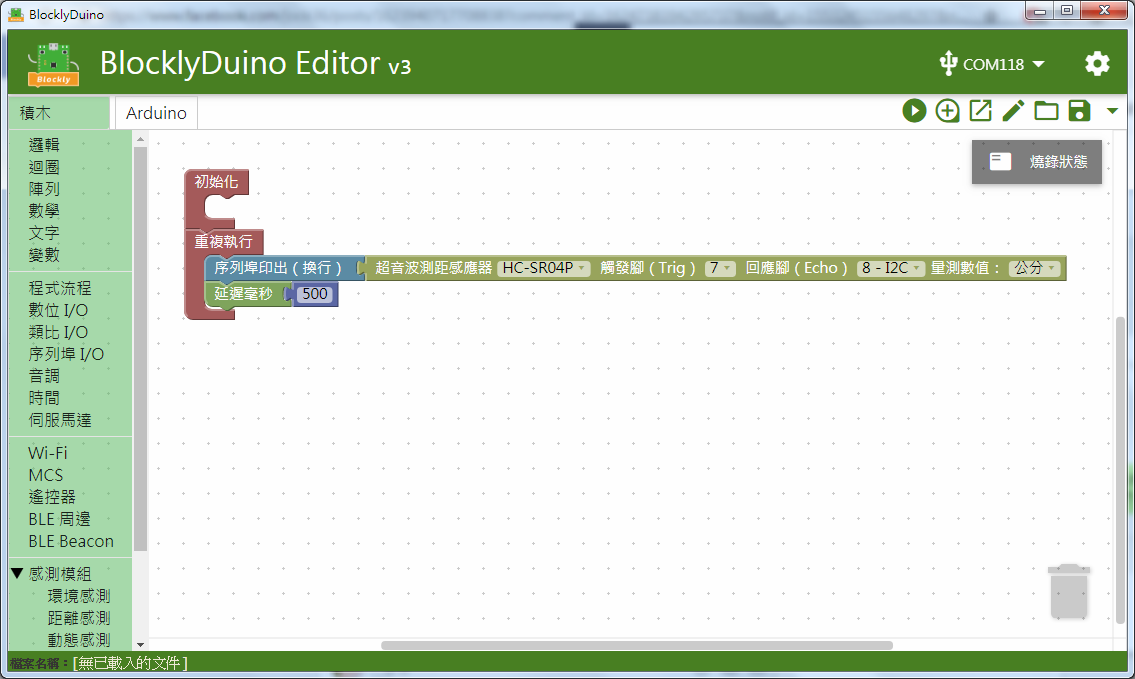 BlocklyDuino
Blockly
BlocklyDuino Editor v3
COM118
積木
Arduino
邏輯
迴圈
陣列
數學
文字
變數
程式流程
數位 I/O
類比 I/O
序列埠 I/O
音調
時間
伺服馬達
Wi-Fi
MCS
遙控器
BLE 周邊
BLE Beacon
▼ 感測模組
環境感測
距離感測
動態感測
燒錄狀態
初始化
重複執行
序列埠印出（換行） 超音波測距感應器 HC-SR04P 觸發腳（Trig） 7 回應腳（Echo） 8 - I2C 量測數值： 公分
延遲毫秒 500
檔案名稱：[無已載入的文件]